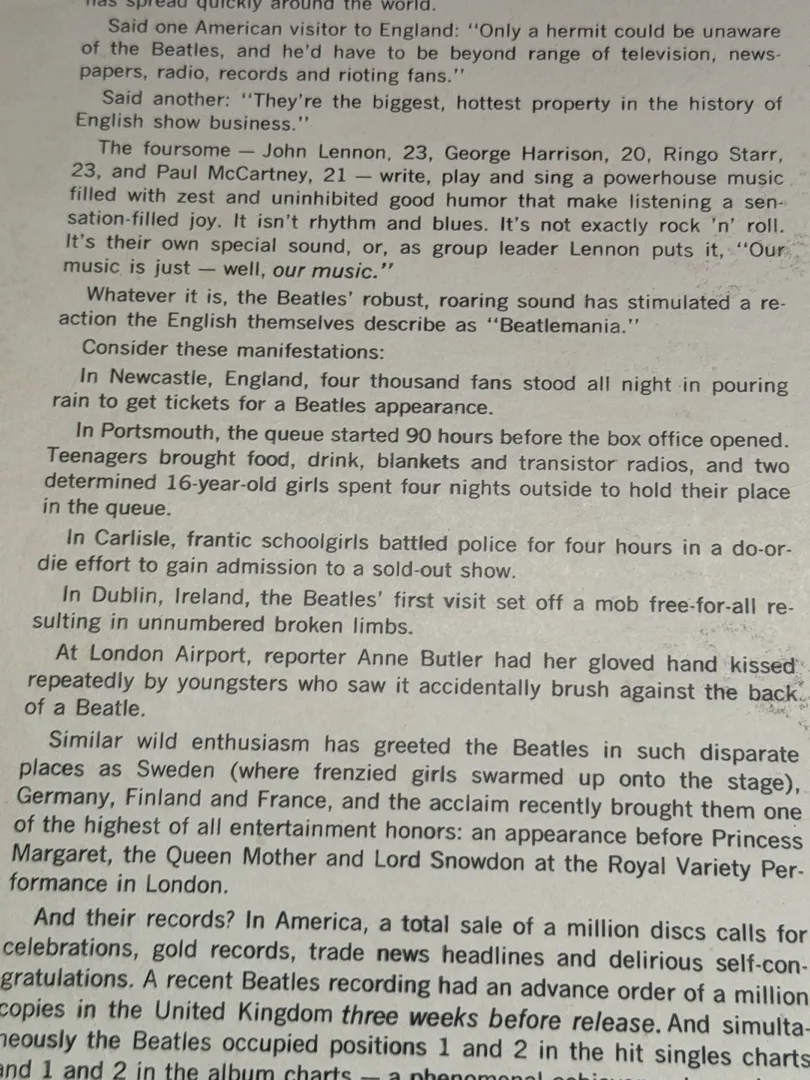 has spread quickly around the world.
Said one American visitor to England: "Only a hermit could be unaware
of the Beatles, and he'd have to be beyond range of television, news-
papers, radio, records and rioting fans."
Said another: "They're the biggest, hottest property in the history of
English show business."
The foursome — John Lennon, 23, George Harrison, 20, Ringo Starr,
23, and Paul McCartney, 21 — write, play and sing a powerhouse music
filled with zest and uninhibited good humor that make listening a sen-
sation-filled joy. It isn't rhythm and blues. It's not exactly rock 'n' roll.
It's their own special sound, or, as group leader Lennon puts it, "Our
music is just — well, our music."
Whatever it is, the Beatles' robust, roaring sound has stimulated a re-
action the English themselves describe as "Beatlemania."
Consider these manifestations:
In Newcastle, England, four thousand fans stood all night in pouring
rain to get tickets for a Beatles appearance.
In Portsmouth, the queue started 90 hours before the box office opened.
Teenagers brought food, drink, blankets and transistor radios, and two
determined 16-year-old girls spent four nights outside to hold their place
in the queue.
In Carlisle, frantic schoolgirls battled police for four hours in a do-or-
die effort to gain admission to a sold-out show.
In Dublin, Ireland, the Beatles' first visit set off a mob free-for-all re-
sulting in unnumbered broken limbs.
At London Airport, reporter Anne Butler had her gloved hand kissed
repeatedly by youngsters who saw it accidentally brush against the back
of a Beatle.
Similar wild enthusiasm has greeted the Beatles in such disparate
places as Sweden (where frenzied girls swarmed up onto the stage),
Germany, Finland and France, and the acclaim recently brought them one
of the highest of all entertainment honors: an appearance before Princess
Margaret, the Queen Mother and Lord Snowdon at the Royal Variety Per-
formance in London.
And their records? In America, a total sale of a million discs calls for
celebrations, gold records, trade news headlines and delirious self-con-
gratulations. A recent Beatles recording had an advance order of a million
copies in the United Kingdom three weeks before release. And simulta-
neously the Beatles occupied positions 1 and 2 in the hit singles charts
and 1 and 2 in the album charts — a phenomenal